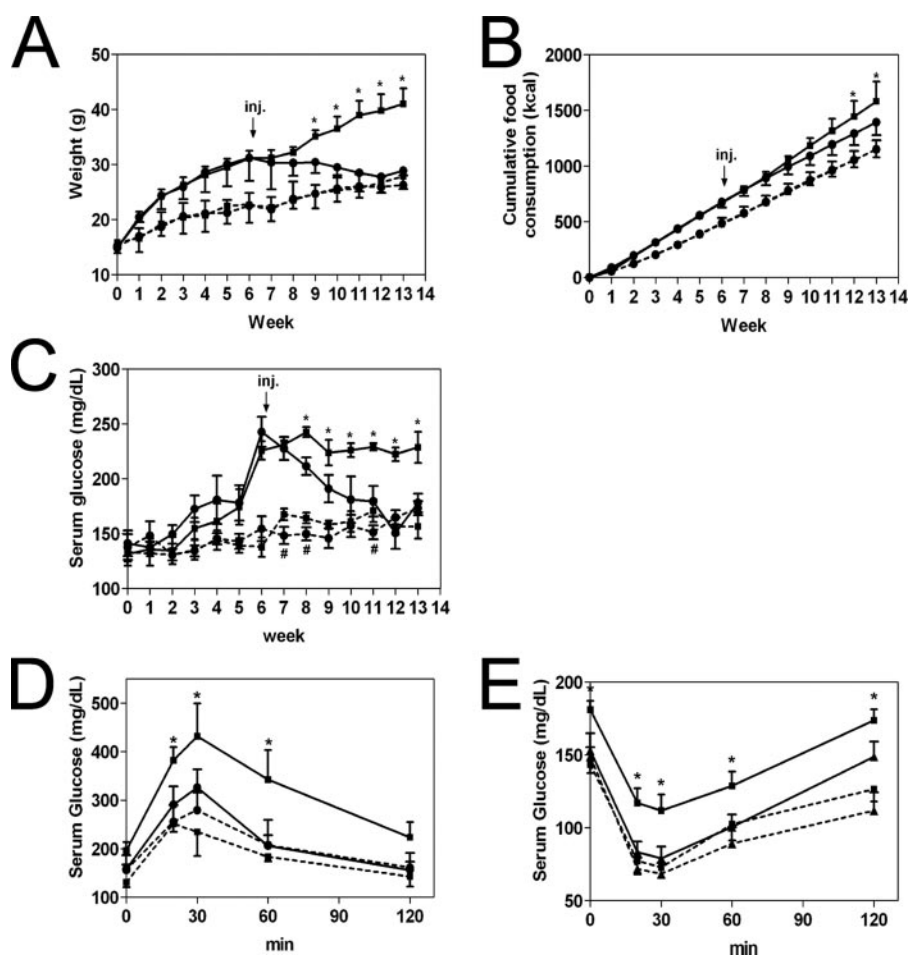 A
Weight (g)
50
40
30
20
10
inj.
* * * * *
0 1 2 3 4 5 6 7 8 9 10 11 12 13 14
Week
B
Cumulative food
consumption (kcal)
2000
1500
1000
500
0
inj.
* *
0 1 2 3 4 5 6 7 8 9 10 11 12 13 14
Week
C
Serum glucose (mg/dL)
300
250
200
150
100
inj.
* * * * * *
# # #
0 1 2 3 4 5 6 7 8 9 10 11 12 13 14
week
D
Serum Glucose (mg/dL)
500
400
300
200
100
* * *
0 30 60 90 120
min
E
Serum Glucose (mg/dL)
200
150
100
50
* * * * *
0 30 60 90 120
min